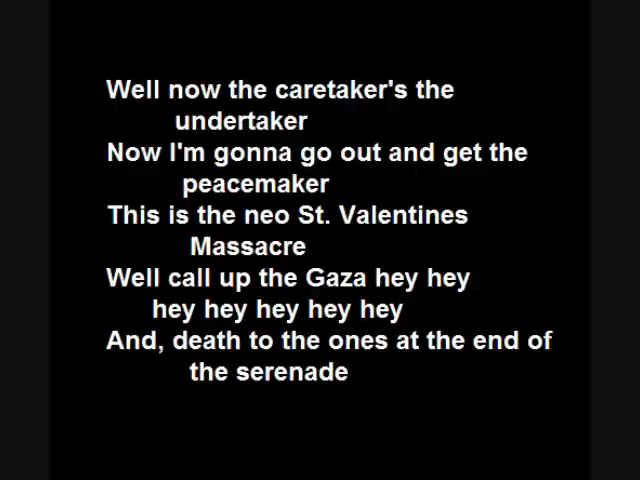 Well now the caretaker's the
undertaker
Now I'm gonna go out and get the
peacemaker
This is the neo St. Valentines
Massacre
Well call up the Gaza hey hey
hey hey hey hey hey
And, death to the ones at the end of
the serenade